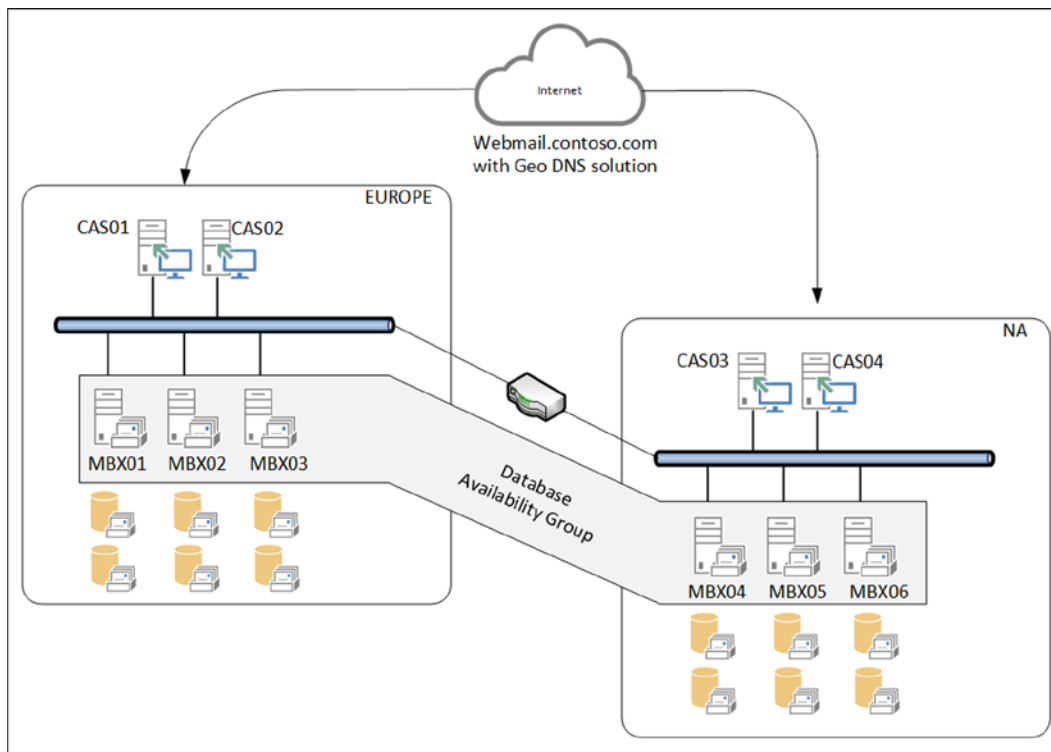 Internet
Webmail.contoso.com
with Geo DNS solution
EUROPE
CAS01
CAS02
NA
CAS03
CAS04
MBX01
MBX02
MBX03
Database
Availability Group
MBX04
MBX05
MBX06